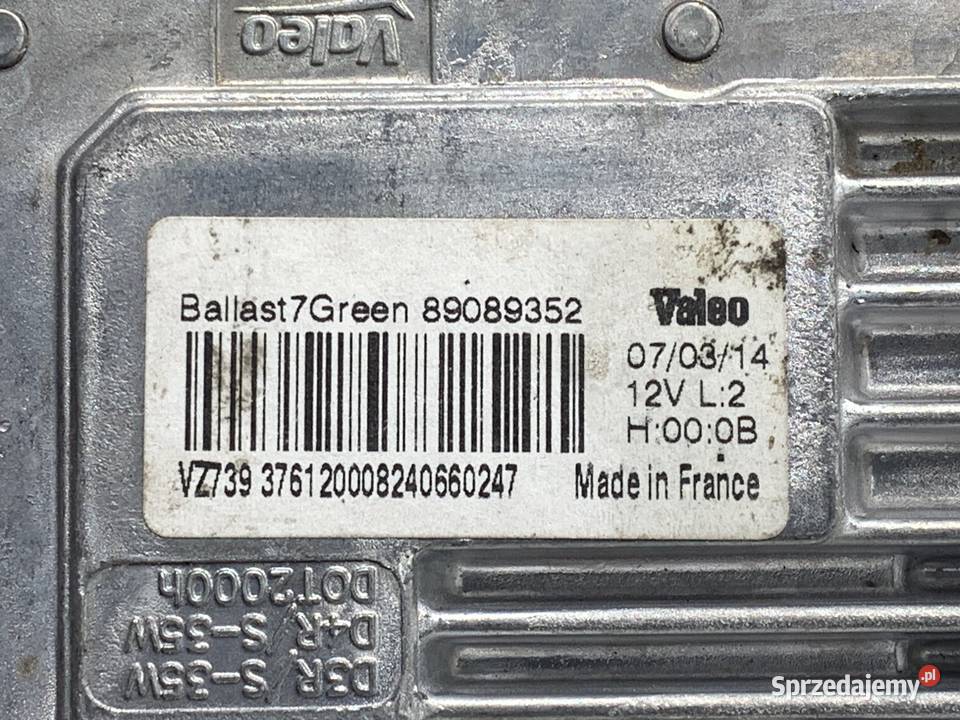 Valeo
Ballast7Green 89089352
Valeo
07/03/14
12V L:2
H:00:0B
VZ739 376120008240660247
Made in France
D3R/S-35W
D4R/S-35W
DOT2000h
Sprzedajemy.pl